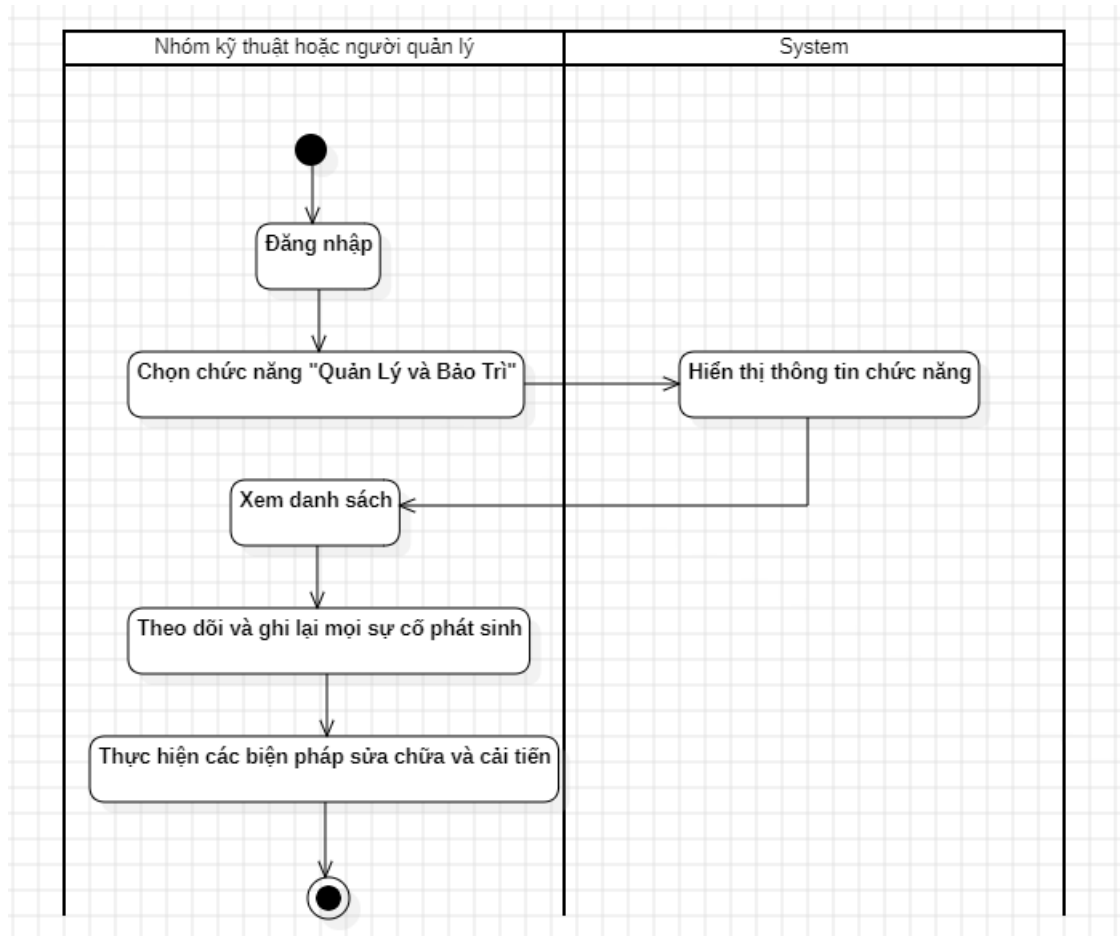 Nhóm kỹ thuật hoặc người quản lý
System
Đăng nhập
Chọn chức năng "Quản Lý và Bảo Trì"
Hiển thị thông tin chức năng
Xem danh sách
Theo dõi và ghi lại mọi sự cố phát sinh
Thực hiện các biện pháp sửa chữa và cải tiến